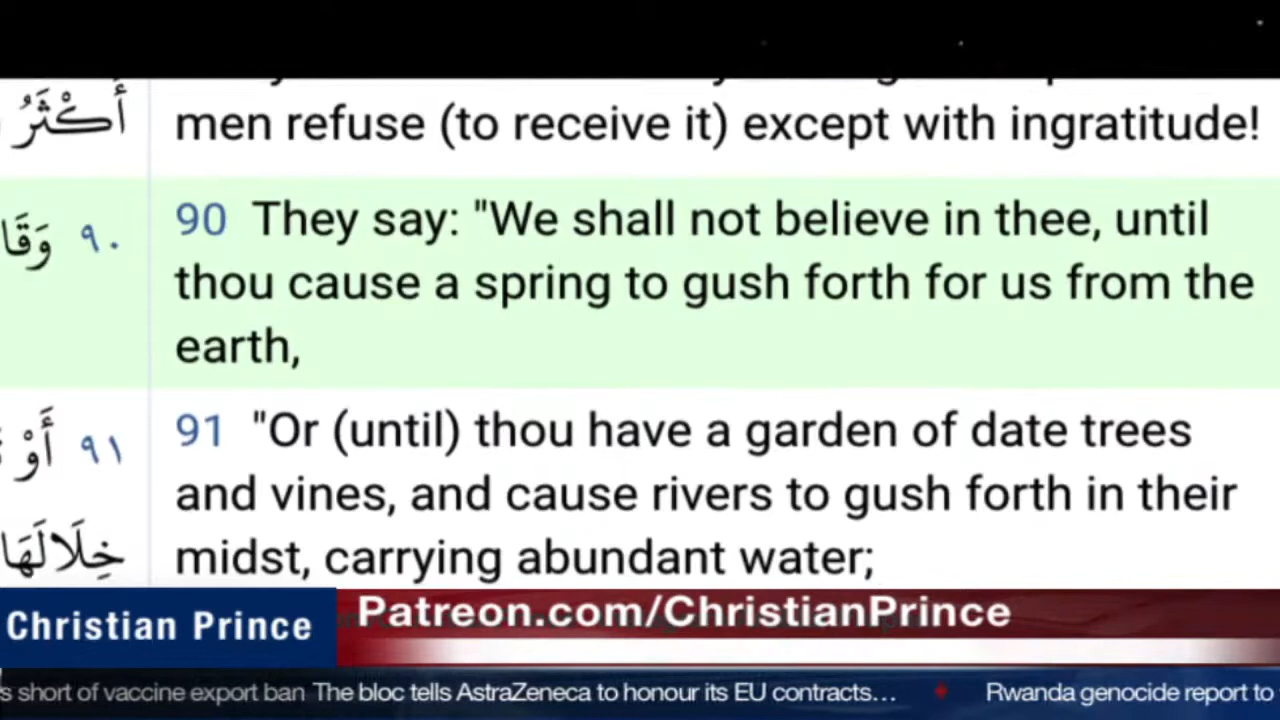 أَكْثَرُ
men refuse (to receive it) except with ingratitude!
٩٠ وَقَا
90 They say: "We shall not believe in thee, until
thou cause a spring to gush forth for us from the
earth,
٩١ أَوْ
91 "Or (until) thou have a garden of date trees
and vines, and cause rivers to gush forth in their
خِلَالَهَا
midst, carrying abundant water;
Christian Prince
Patreon.com/ChristianPrince
s short of vaccine export ban The bloc tells AstraZeneca to honour its EU contracts... Rwanda genocide report to